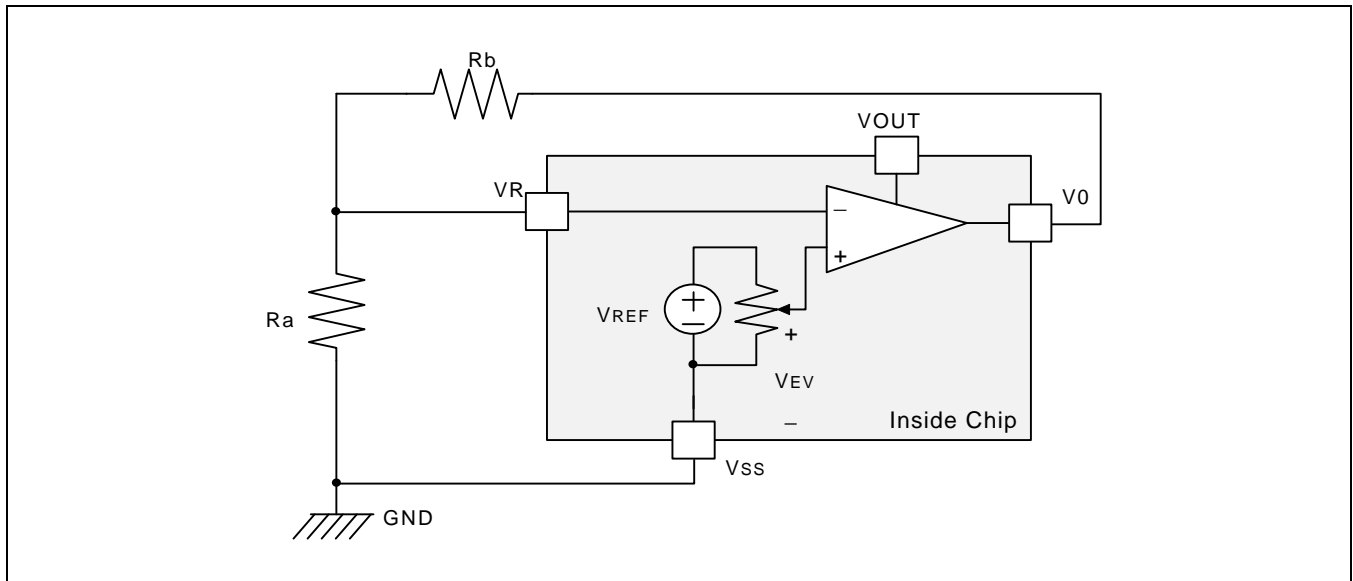 Rb
VOUT
VR
V0
−
+
+
−
VREF
Ra
+
VEV
−
Inside Chip
VSS
GND